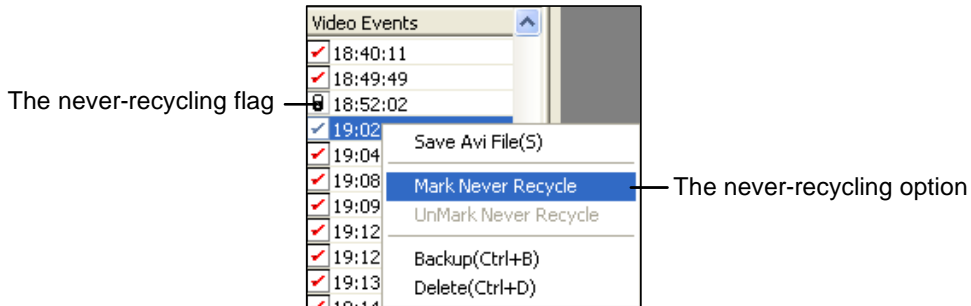 Video Events
18:40:11
18:49:49
The never-recycling flag
18:52:02
19:02
Save Avi File(S)
19:04
19:08
Mark Never Recycle
The never-recycling option
19:09
UnMark Never Recycle
19:12
19:12
Backup(Ctrl+B)
19:13
Delete(Ctrl+D)